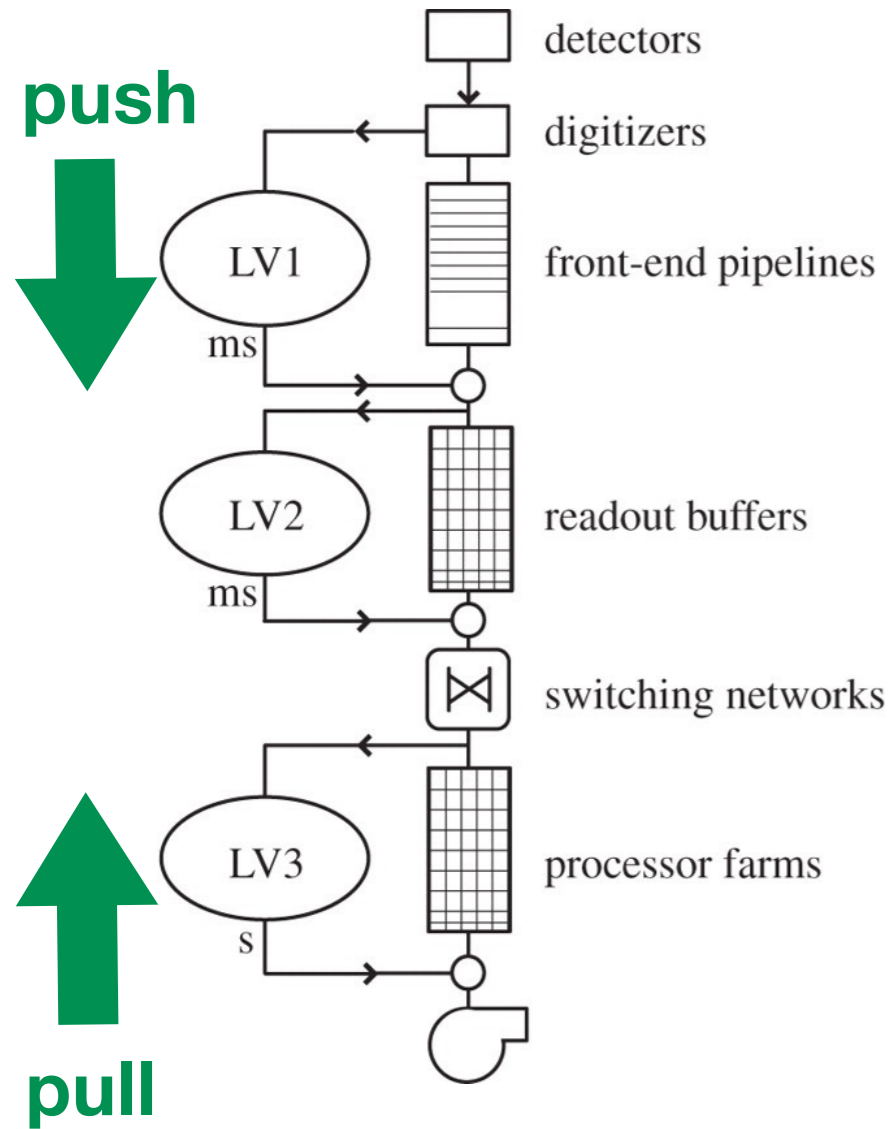 detectors
push
digitizers
LV1
front-end pipelines
ms
LV2
readout buffers
ms
switching networks
LV3
processor farms
s
pull